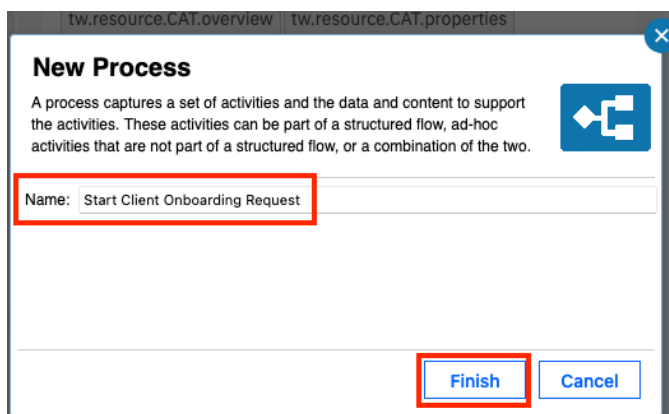 tw.resource.CAT.overview tw.resource.CAT.properties
New Process
A process captures a set of activities and the data and content to support
the activities. These activities can be part of a structured flow, ad-hoc
activities that are not part of a structured flow, or a combination of the two.
Name: Start Client Onboarding Request
Finish Cancel